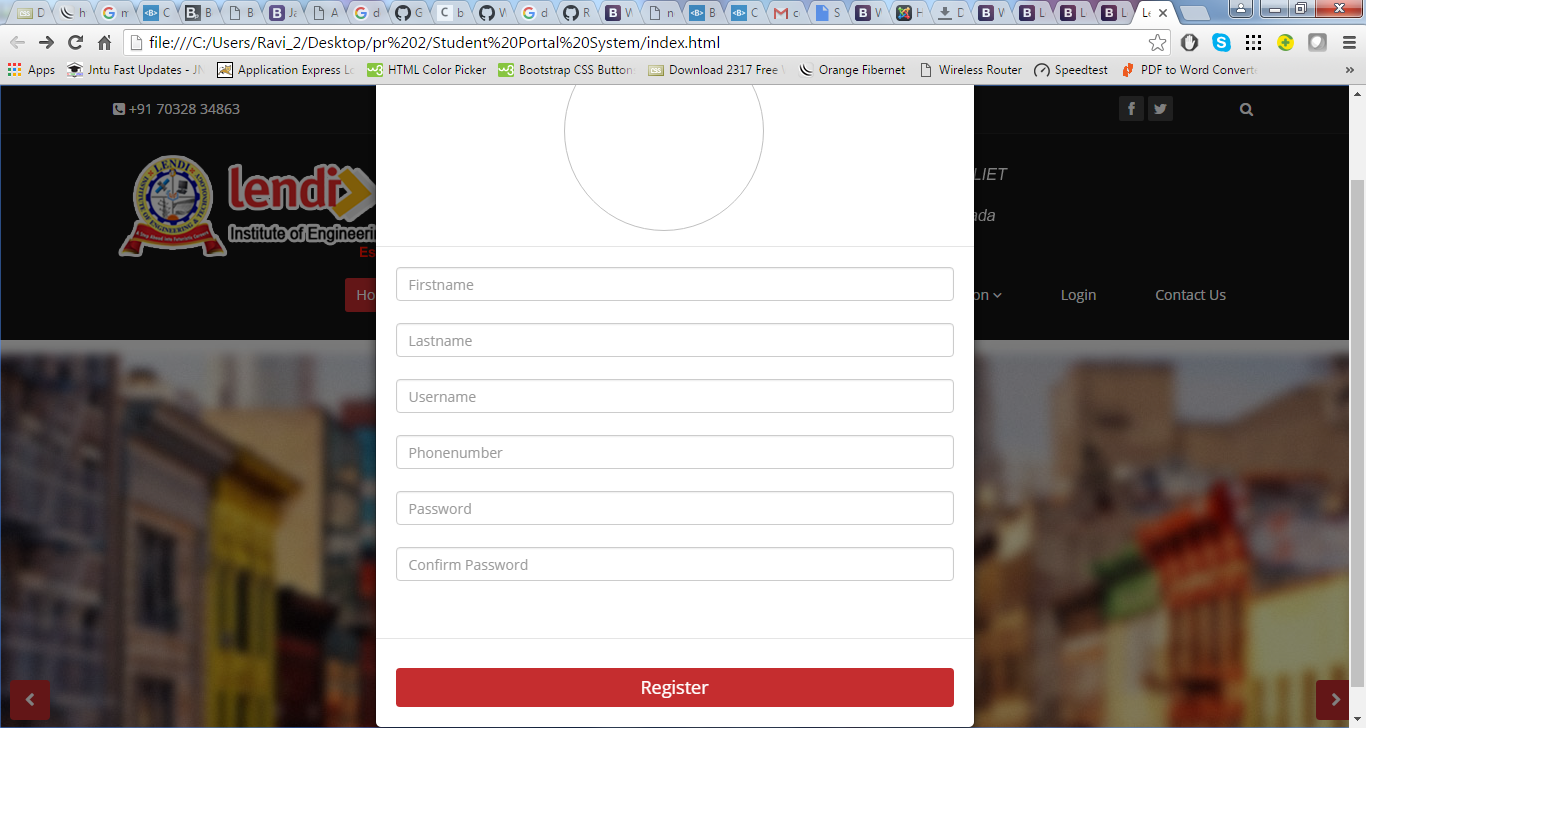 file:///C:/Users/Ravi_2/Desktop/pr%202/Student%20Portal%20System/index.html
Apps
Jntu Fast Updates - JN
Application Express Lo
HTML Color Picker
Bootstrap CSS Button
Download 2317 Free
Orange Fibernet
Wireless Router
Speedtest
PDF to Word Converte
»
+91 70328 34863
LENDI
lendi
Institute of Engineeri
Es
LIET
ada
Ho
on
Login
Contact Us
Firstname
Lastname
Username
Phonenumber
Password
Confirm Password
Register